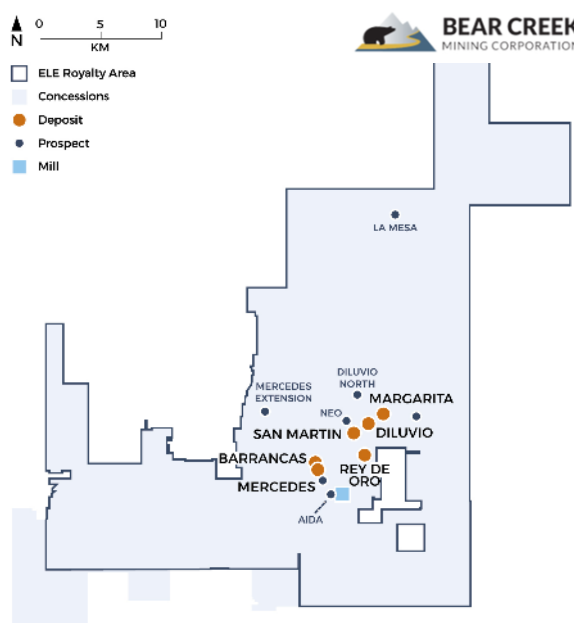 N
0 5 10
KM
BEAR CREEK
MINING CORPORATION
ELE Royalty Area
Concessions
Deposit
Prospect
Mill
LA MESA
DILUVIO
NORTH
MERCEDES
EXTENSION
MARGARITA
NEO
SAN MARTIN
DILUVIO
BARRANCAS
REY DE
ORO
MERCEDES
AIDA